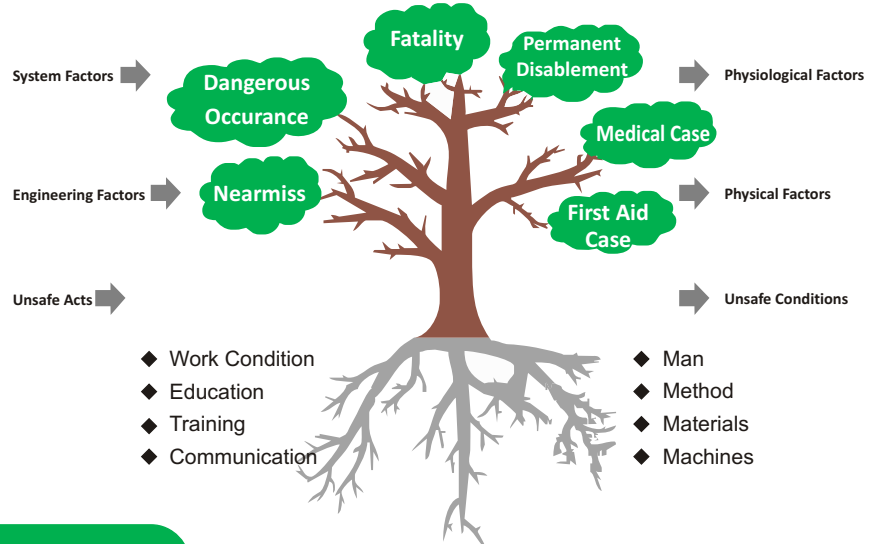 Fatality
Permanent
Disablement
System Factors
Dangerous
Occurance
Physiological Factors
Medical Case
Engineering Factors
Nearmiss
Physical Factors
First Aid
Case
Unsafe Acts
Unsafe Conditions
Work Condition
Education
Training
Communication
Man
Method
Materials
Machines